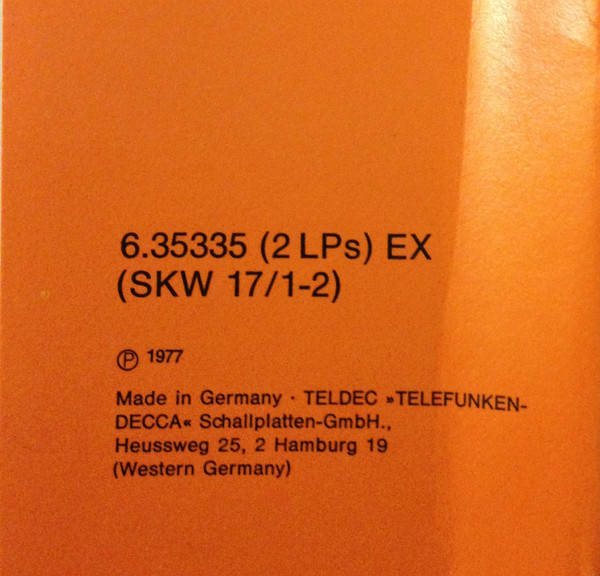 6.35335 (2 LPs) EX
(SKW 17/1-2)
Ⓟ 1977
Made in Germany · TELDEC »TELEFUNKEN-
DECCA« Schallplatten-GmbH.,
Heussweg 25, 2 Hamburg 19
(Western Germany)